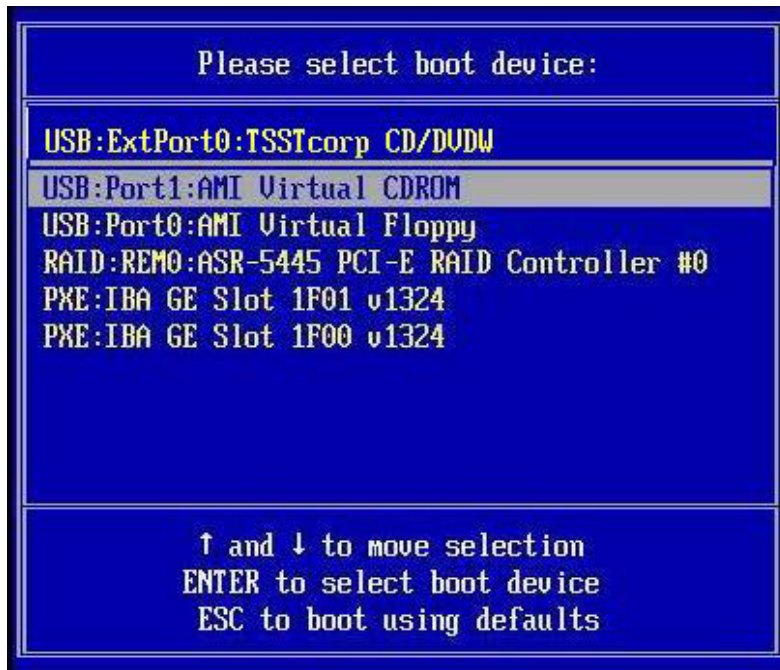 Please select boot device:
USB:ExtPort0:TSSTcorp CD/DVDW
USB:Port1:AMI Virtual CDROM
USB:Port0:AMI Virtual Floppy
RAID:REM0:ASR-5445 PCI-E RAID Controller #0
PXE:IBA GE Slot 1F01 v1324
PXE:IBA GE Slot 1F00 v1324
↑ and ↓ to move selection
ENTER to select boot device
ESC to boot using defaults